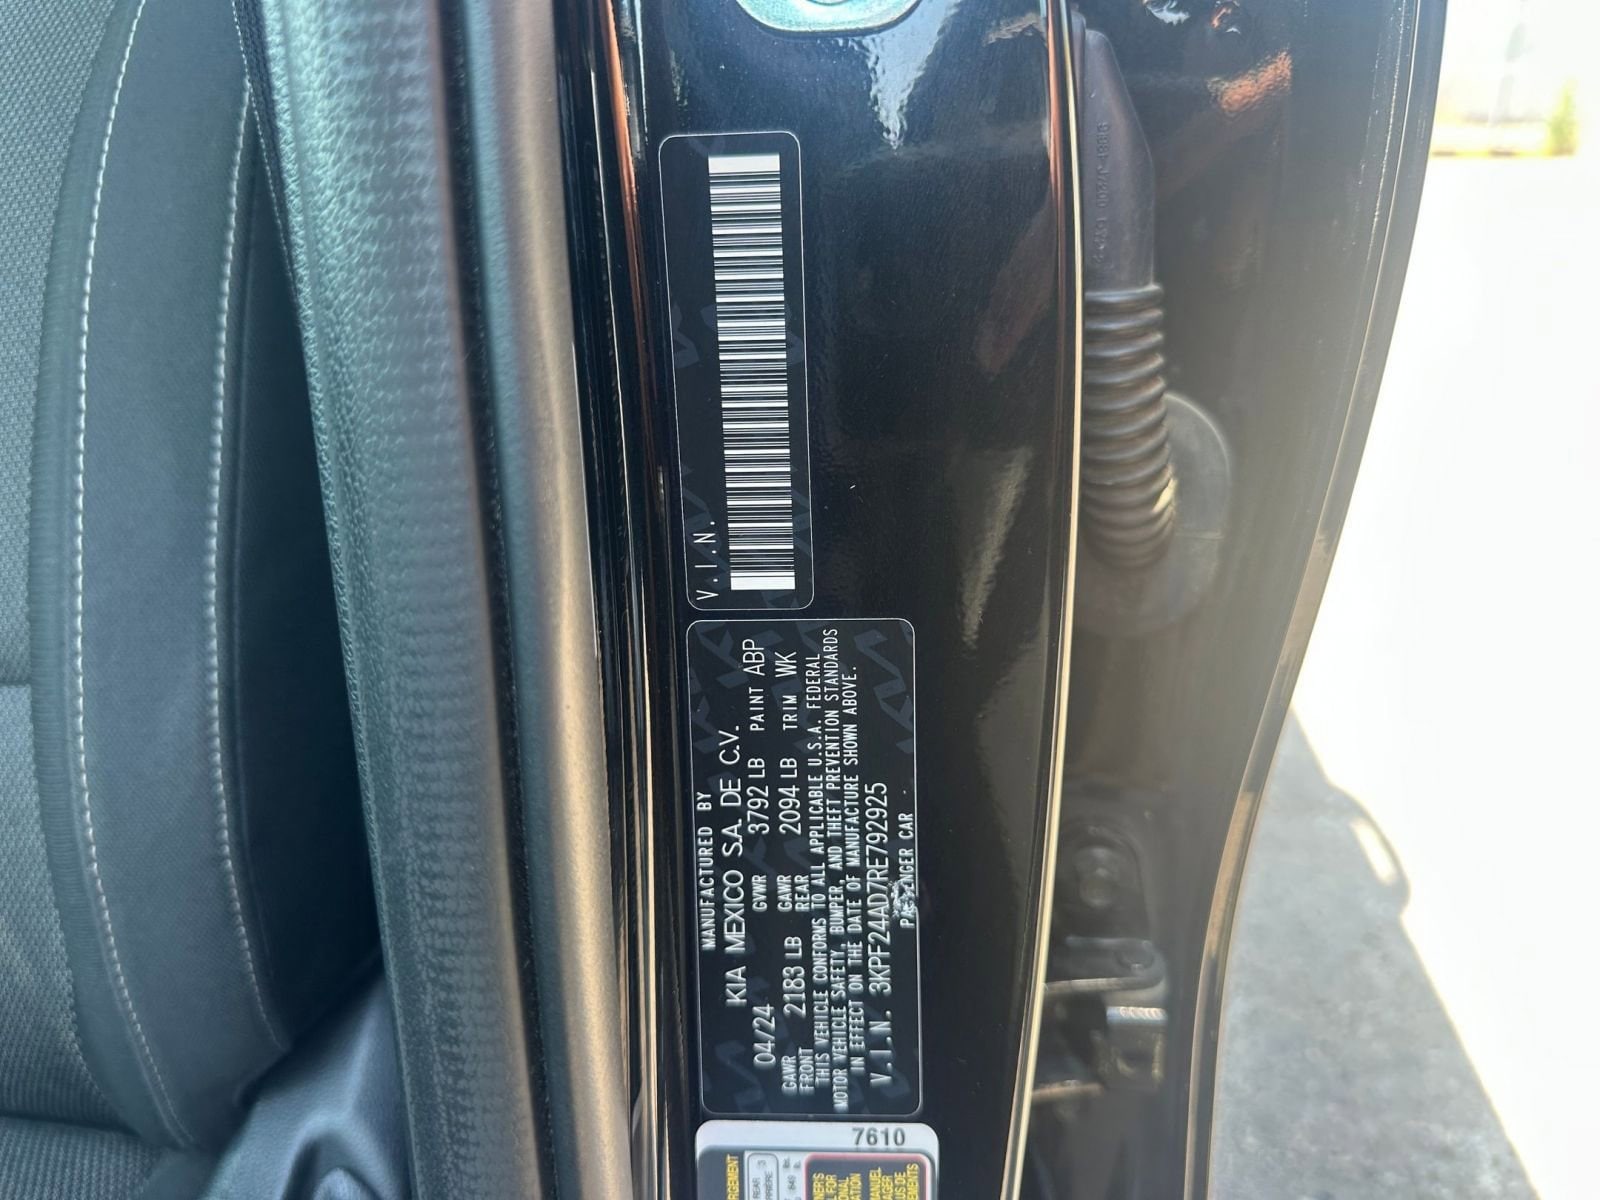 V.I.N.
MANUFACTURED BY
KIA MEXICO S.A. DE C.V.
04/24 GVWR 3792 LB PAINT ABP
GAWR FRONT 2183 LB GAWR REAR 2094 LB TRIM WK
THIS VEHICLE CONFORMS TO ALL APPLICABLE U.S.A. FEDERAL
MOTOR VEHICLE SAFETY, BUMPER, AND THEFT PREVENTION STANDARDS
IN EFFECT ON THE DATE OF MANUFACTURE SHOWN ABOVE.
V.I.N. 3KPF24AD7RE792925
PASSENGER CAR
7610